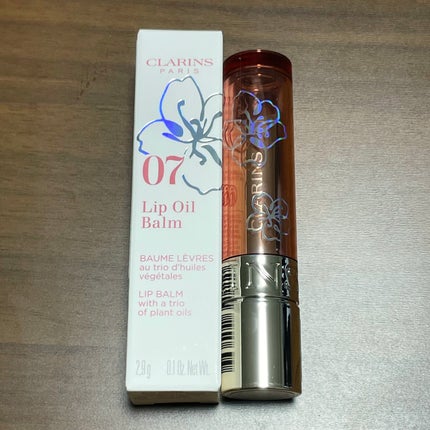 CLARINS
PARIS
07
Lip Oil
Balm
BAUME LÈVRES
au trio d'huiles
végétales
LIP BALM
with a trio
of plant oils
2.9 g 0.1 Oz. Net Wt.
CLARINS